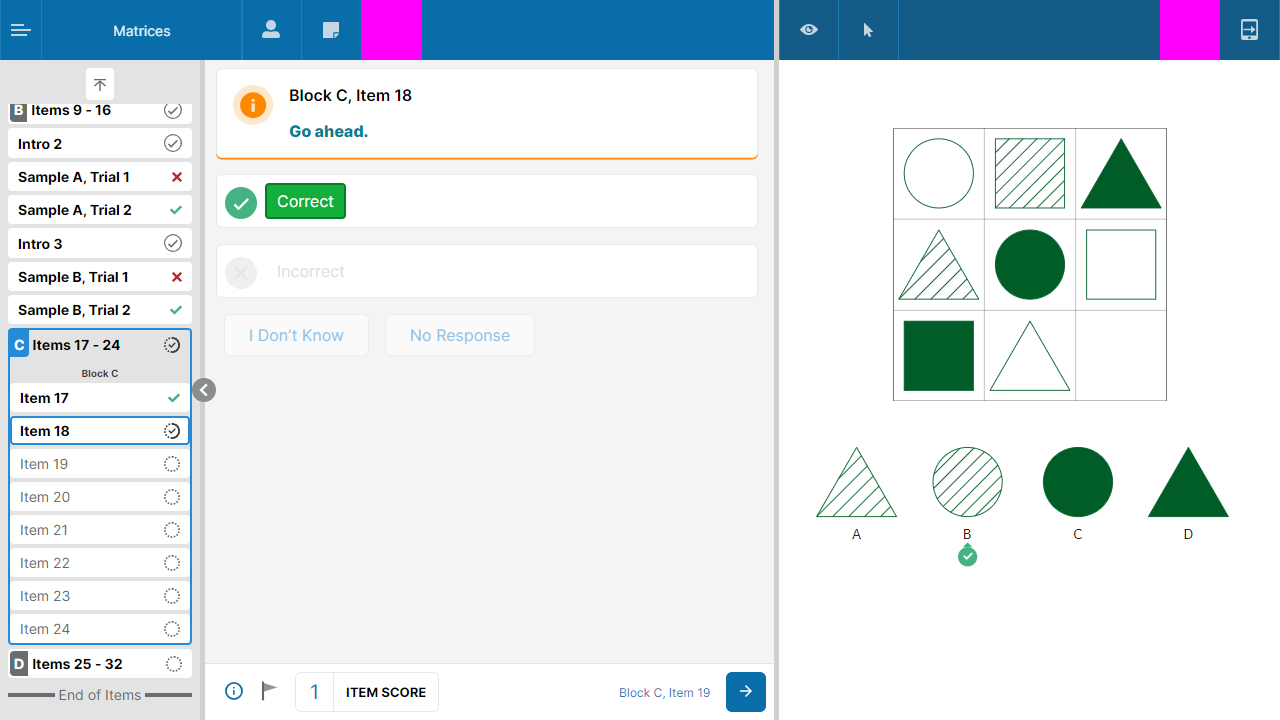 Matrices
B Items 9 - 16
Intro 2
Sample A, Trial 1
Sample A, Trial 2
Intro 3
Sample B, Trial 1
Sample B, Trial 2
C Items 17 - 24
Block C
Item 17
Item 18
Item 19
Item 20
Item 21
Item 22
Item 23
Item 24
D Items 25 - 32
End of Items
Block C, Item 18
Go ahead.
Correct
Incorrect
I Don’t Know
No Response
1 ITEM SCORE
Block C, Item 19
A B C D